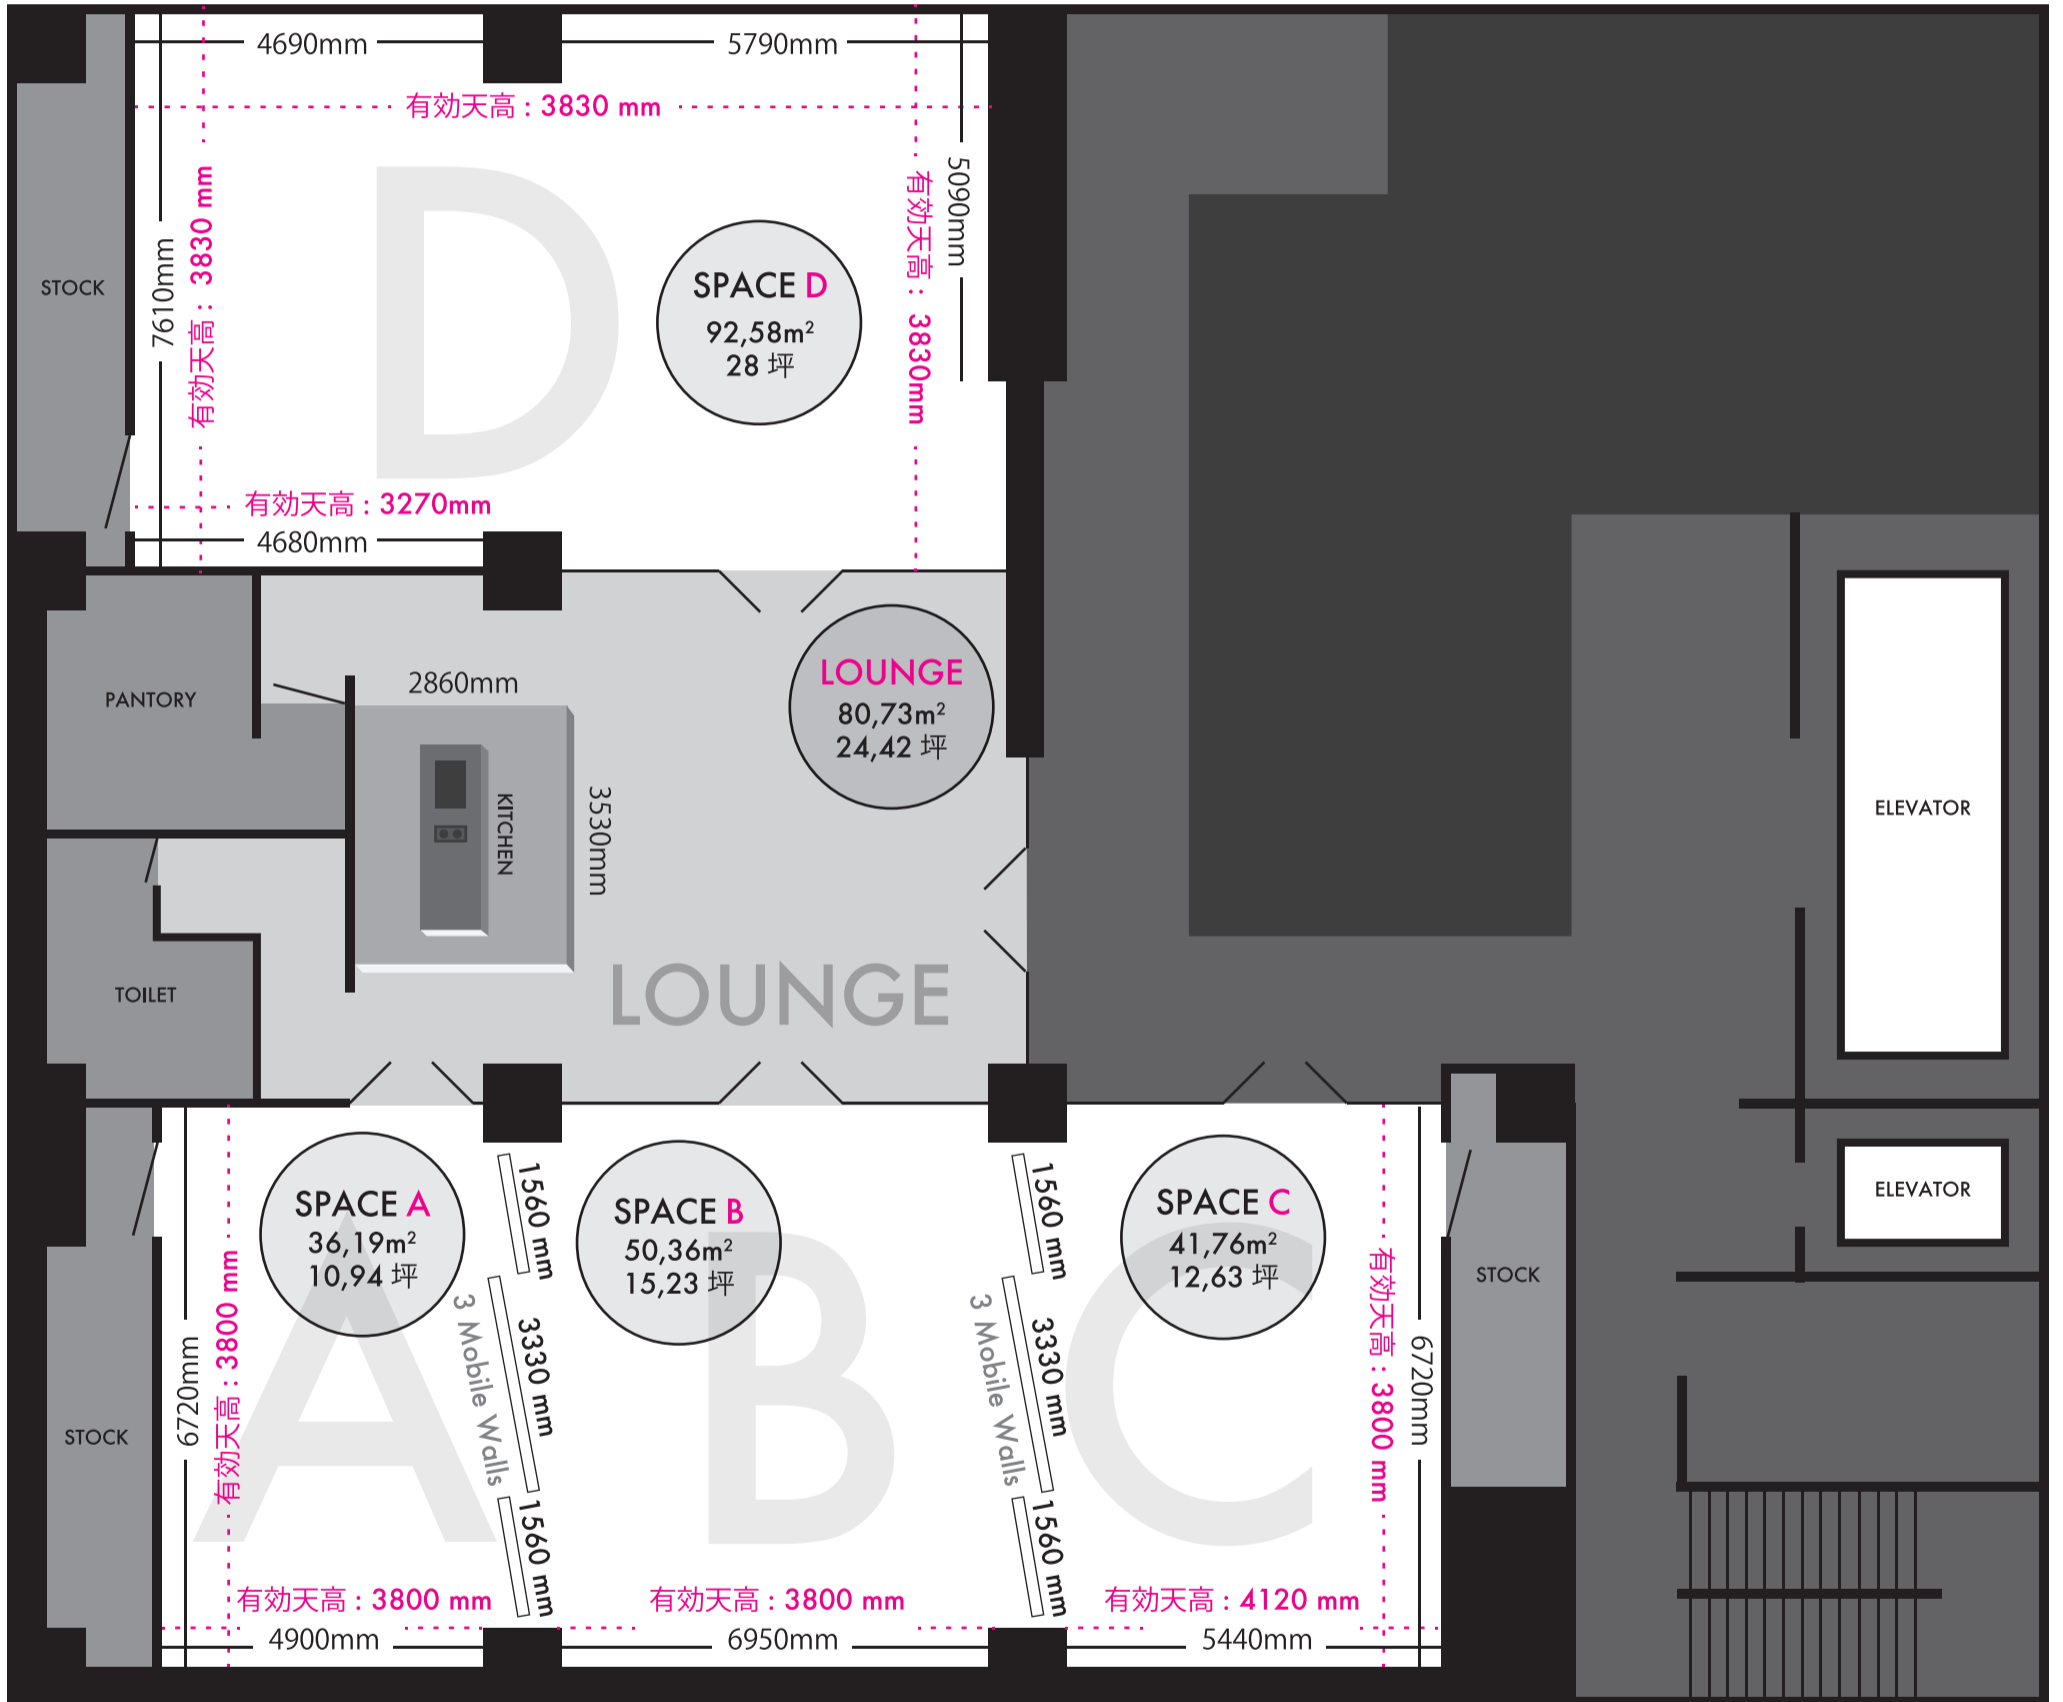 4690mm
5790mm
有効天高 : 3830 mm
5090mm
有効天高 : 3830mm
有効天高 : 3830 mm
7610mm
STOCK
D
SPACE D
92,58m²
28 坪
有効天高 : 3270mm
4680mm
PANTORY
2860mm
LOUNGE
80,73m²
24,42 坪
KITCHEN
3530mm
ELEVATOR
TOILET
LOUNGE
SPACE A
36,19m²
10,94 坪
1560 mm
SPACE B
50,36m²
15,23 坪
1560 mm
SPACE C
41,76m²
12,63 坪
ELEVATOR
STOCK
STOCK
6720mm
有効天高 : 3800 mm
A
3 Mobile Walls
3330 mm
B
3 Mobile Walls
3330 mm
C
有効天高 : 3800 mm
6720mm
1560 mm
1560 mm
有効天高 : 3800 mm
有効天高 : 3800 mm
有効天高 : 4120 mm
4900mm
6950mm
5440mm